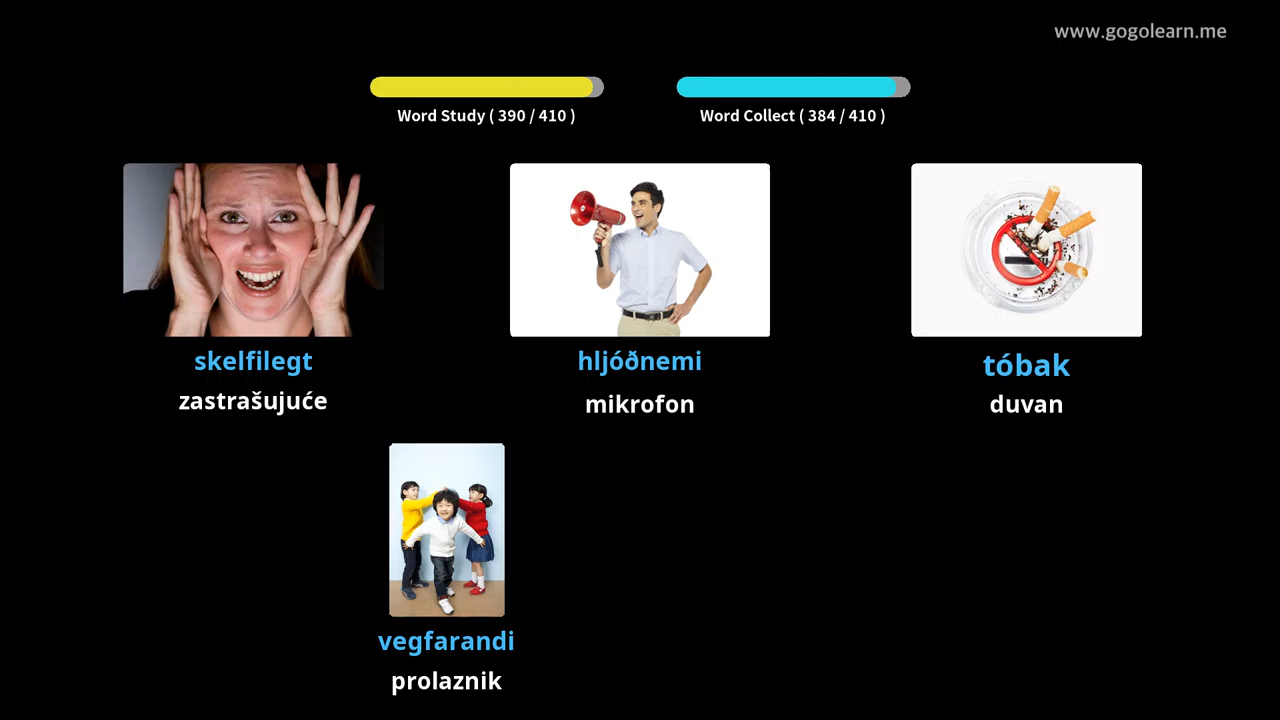 www.gogolearn.me
Word Study ( 390 / 410 )
Word Collect ( 384 / 410 )
skelfilegt
zastrašujuće
hljóðnemi
mikrofon
tóbak
duvan
vegfarandi
prolaznik